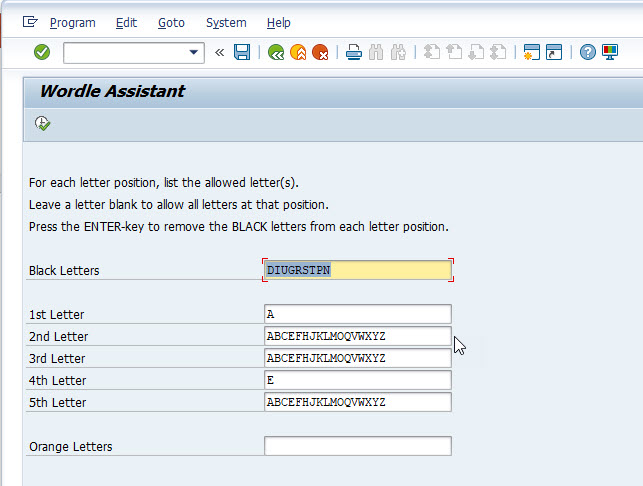 Program Edit Goto System Help
Wordle Assistant
For each letter position, list the allowed letter(s).
Leave a letter blank to allow all letters at that position.
Press the ENTER-key to remove the BLACK letters from each letter position.
Black Letters DIUGRSTPN
1st Letter A
2nd Letter ABCEFHJKLMOQVWXYZ
3rd Letter ABCEFHJKLMOQVWXYZ
4th Letter E
5th Letter ABCEFHJKLMOQVWXYZ
Orange Letters